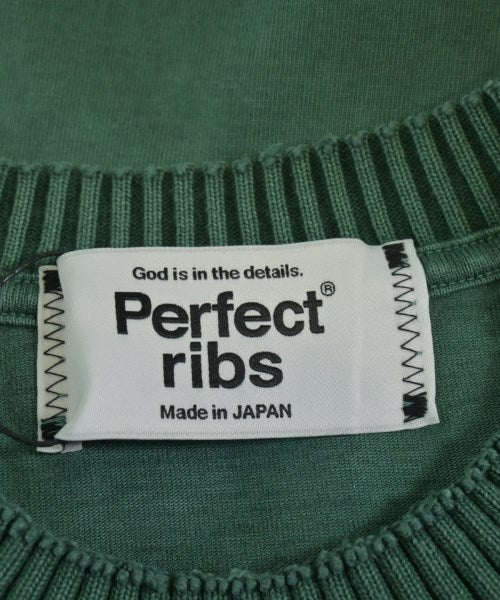 God is in the details.
Perfect®
ribs
Made in JAPAN